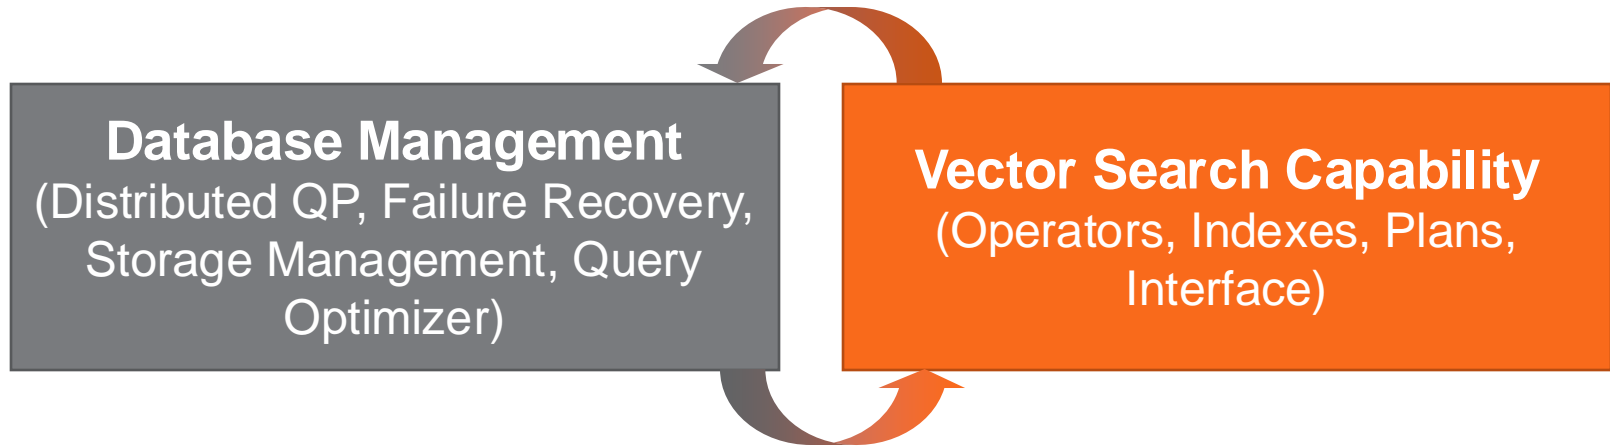 Database Management
(Distributed QP, Failure Recovery,
Storage Management, Query
Optimizer)
Vector Search Capability
(Operators, Indexes, Plans,
Interface)